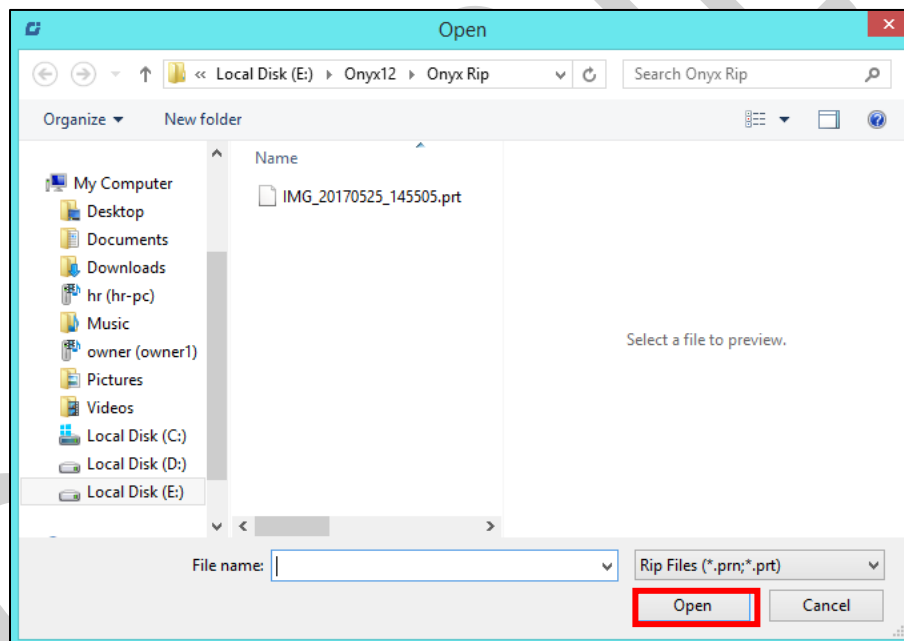 Open
« Local Disk (E:) Onyx12 Onyx Rip
Search Onyx Rip
Organize New folder
Name
IMG_20170525_145505.prt
My Computer
Desktop
Documents
Downloads
hr (hr-pc)
Music
owner (owner1)
Pictures
Videos
Local Disk (C:)
Local Disk (D:)
Local Disk (E:)
Select a file to preview.
File name:
Rip Files (*.prn;*.prt)
Open Cancel